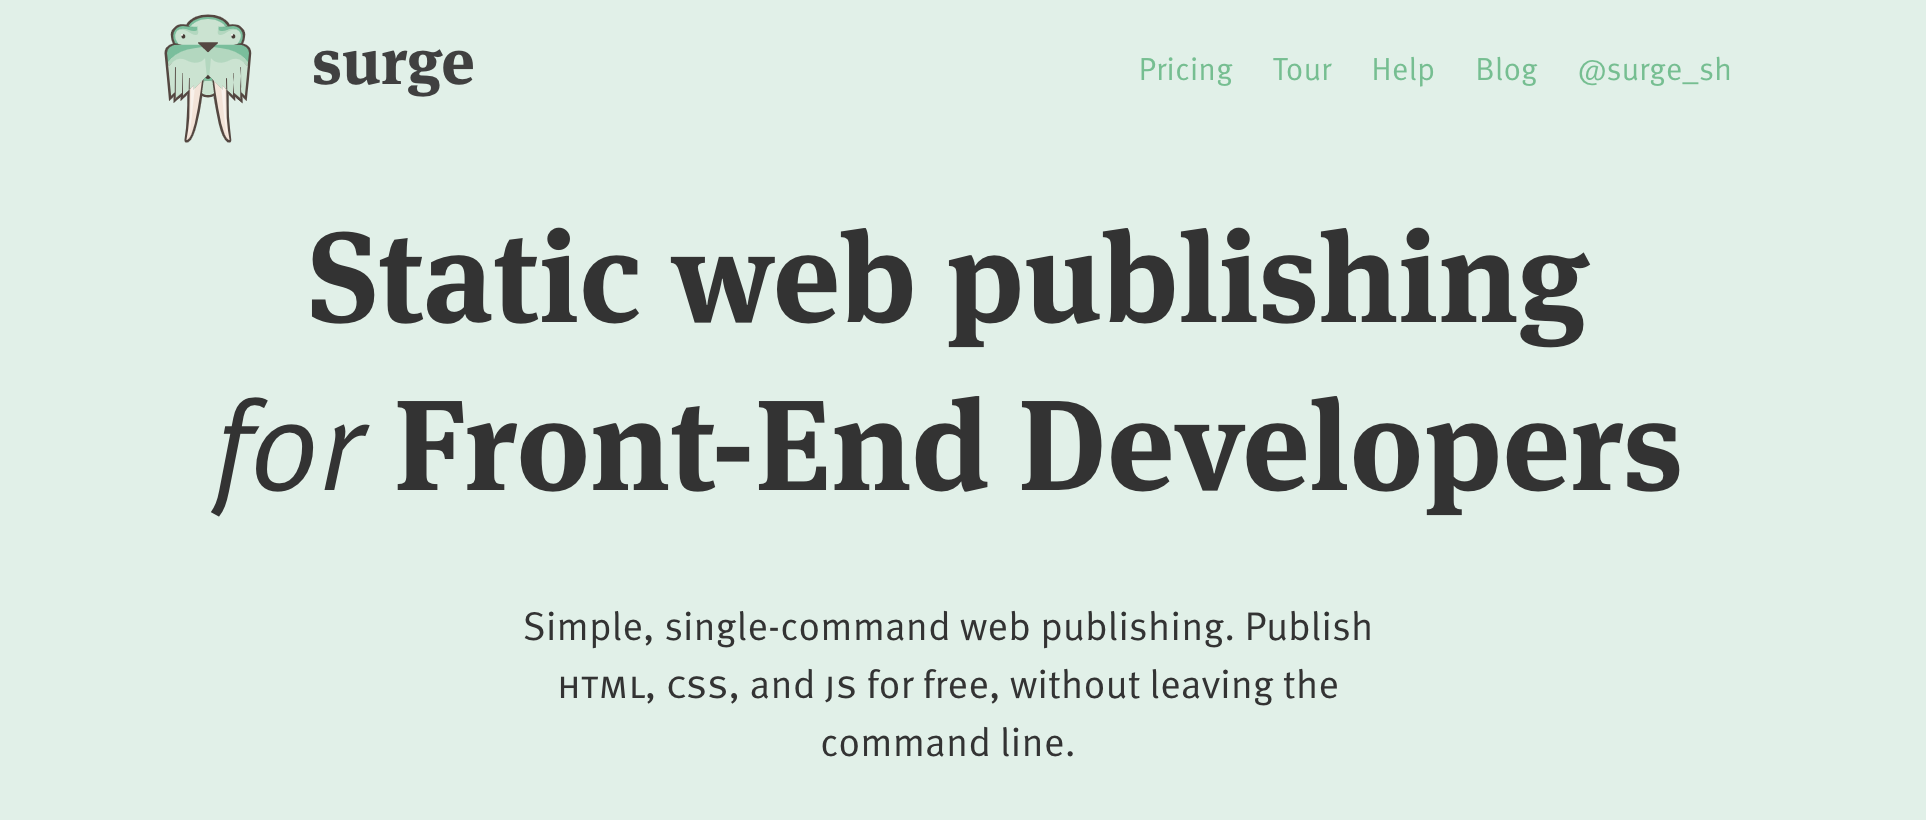 surge
Pricing Tour Help Blog @surge_sh
Static web publishing
for Front-End Developers
Simple, single-command web publishing. Publish
HTML, CSS, and JS for free, without leaving the
command line.